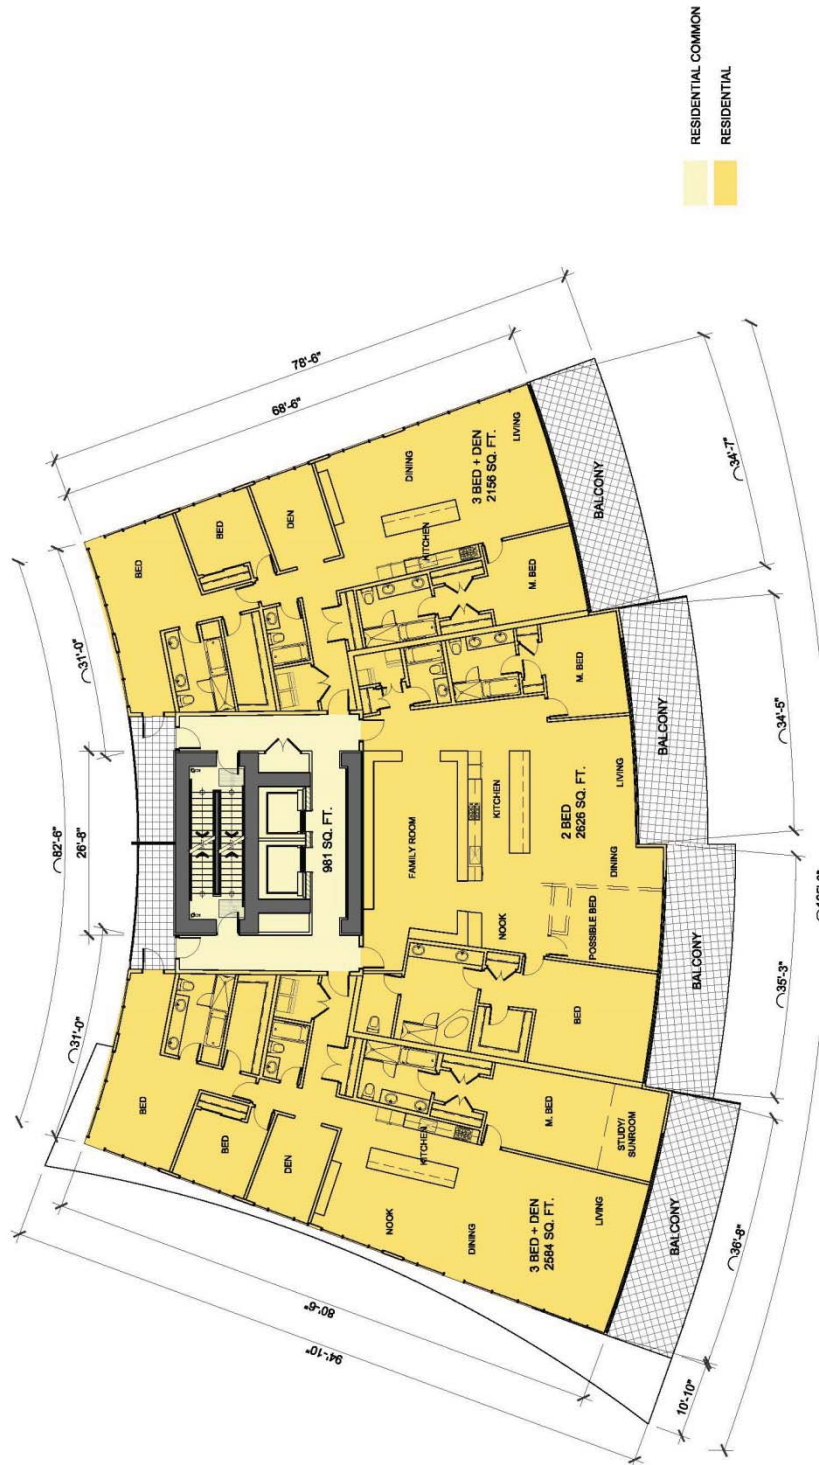 RESIDENTIAL COMMON
RESIDENTIAL
78'-6"
68'-6"
82'-6"
31'-0"
26'-8"
31'-0"
BED
BED
DEN
DINING
3 BED + DEN
2156 SQ. FT.
LIVING
KITCHEN
M. BED
BALCONY
34'-7"
981 SQ. FT.
FAMILY ROOM
KITCHEN
2 BED
2626 SQ. FT.
LIVING
M. BED
DINING
NOOK
POSSIBLE BED
BED
BALCONY
34'-5"
BALCONY
35'-3"
BED
BED
DEN
NOOK
KITCHEN
DINING
3 BED + DEN
2584 SQ. FT.
LIVING
M. BED
STUDY/
SUNROOM
BALCONY
36'-8"
80'-6"
94'-10"
10'-10"